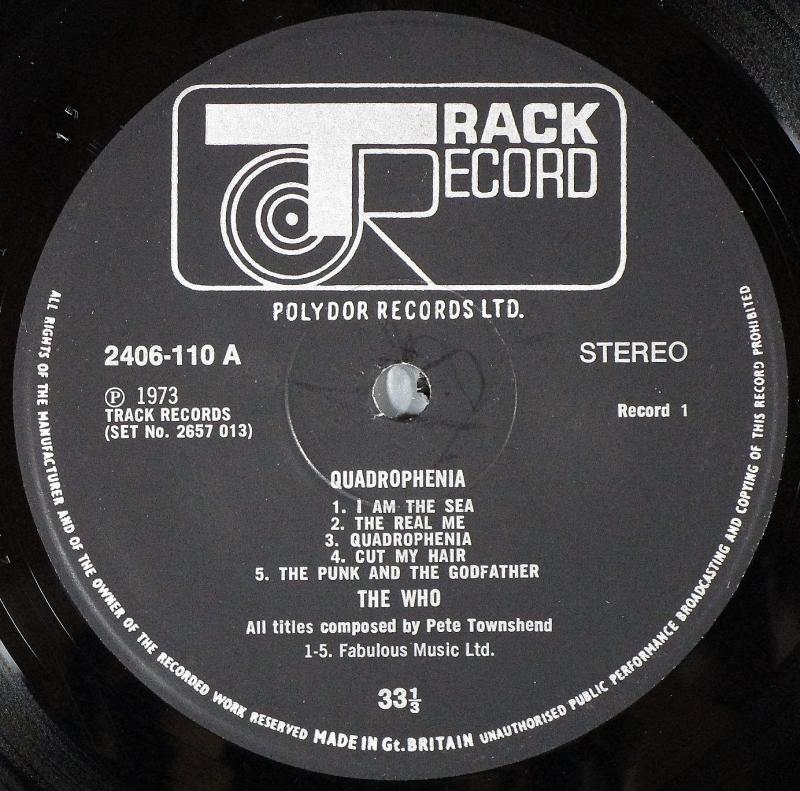 TRACK
RECORD
POLYDOR RECORDS LTD.
2406-110 A
STEREO
Ⓟ 1973
TRACK RECORDS
(SET No. 2657 013)
Record 1
QUADROPHENIA
1. I AM THE SEA
2. THE REAL ME
3. QUADROPHENIA
4. CUT MY HAIR
5. THE PUNK AND THE GODFATHER
THE WHO
All titles composed by Pete Townshend
1-5. Fabulous Music Ltd.
33⅓
ALL RIGHTS OF THE MANUFACTURER AND OF THE OWNER OF THE RECORDED WORK RESERVED MADE IN Gt. BRITAIN UNAUTHORISED PUBLIC PERFORMANCE BROADCASTING AND COPYING OF THIS RECORD PROHIBITED
1 5